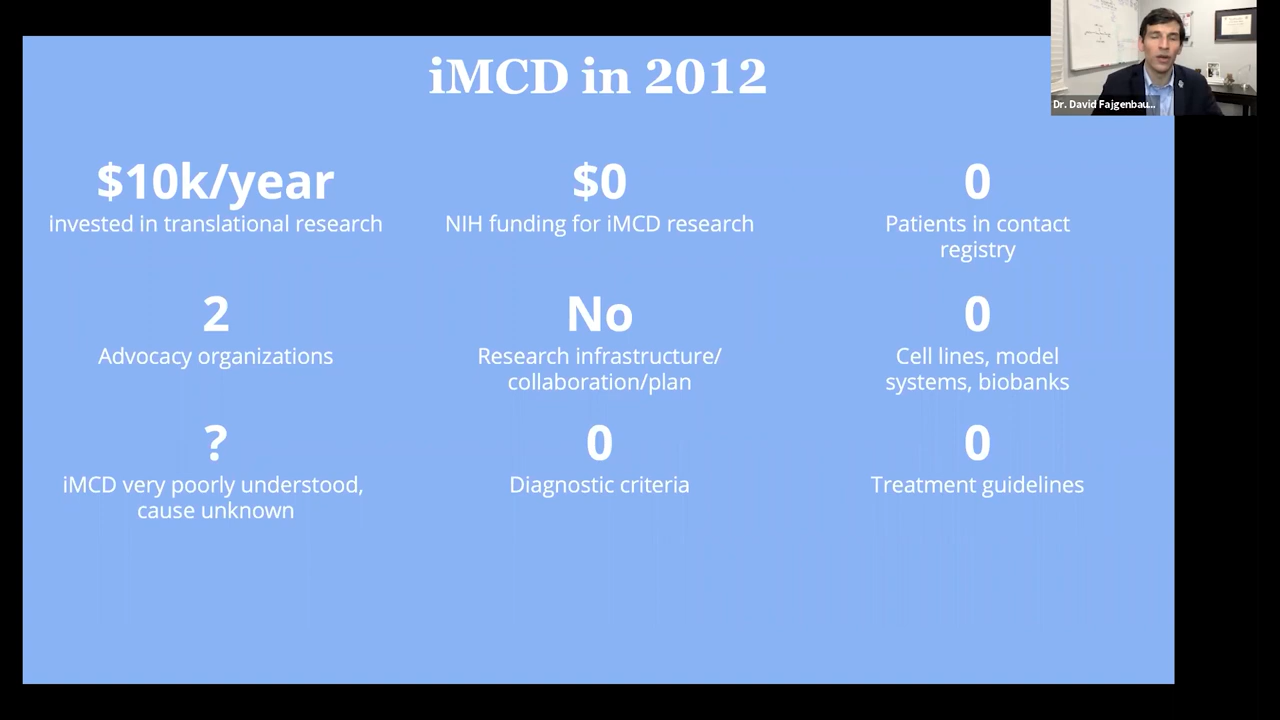 iMCD in 2012
Dr. David Fajgenbau...
$10k/year
invested in translational research
$0
NIH funding for iMCD research
0
Patients in contact
registry
2
Advocacy organizations
No
Research infrastructure/
collaboration/plan
0
Cell lines, model
systems, biobanks
?
iMCD very poorly understood,
cause unknown
0
Diagnostic criteria
0
Treatment guidelines